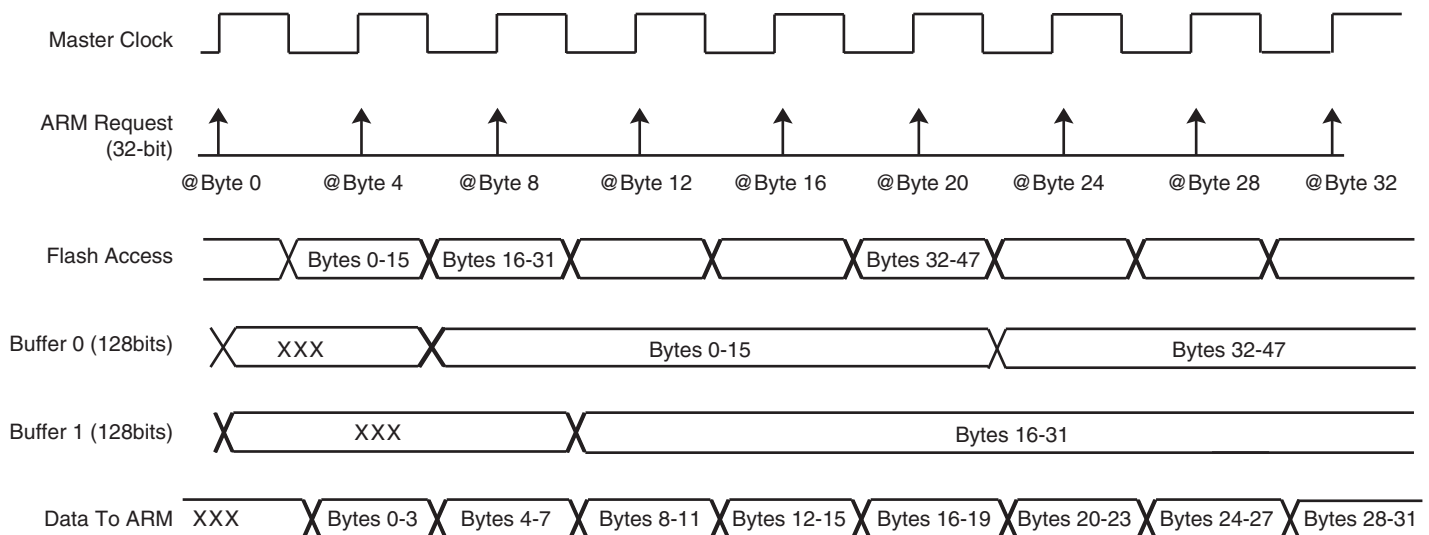 Master Clock
ARM Request
(32-bit)
@Byte 0 @Byte 4 @Byte 8 @Byte 12 @Byte 16 @Byte 20 @Byte 24 @Byte 28 @Byte 32
Flash Access Bytes 0-15 Bytes 16-31 Bytes 32-47
Buffer 0 (128bits) XXX Bytes 0-15 Bytes 32-47
Buffer 1 (128bits) XXX Bytes 16-31
Data To ARM XXX Bytes 0-3 Bytes 4-7 Bytes 8-11 Bytes 12-15 Bytes 16-19 Bytes 20-23 Bytes 24-27 Bytes 28-31